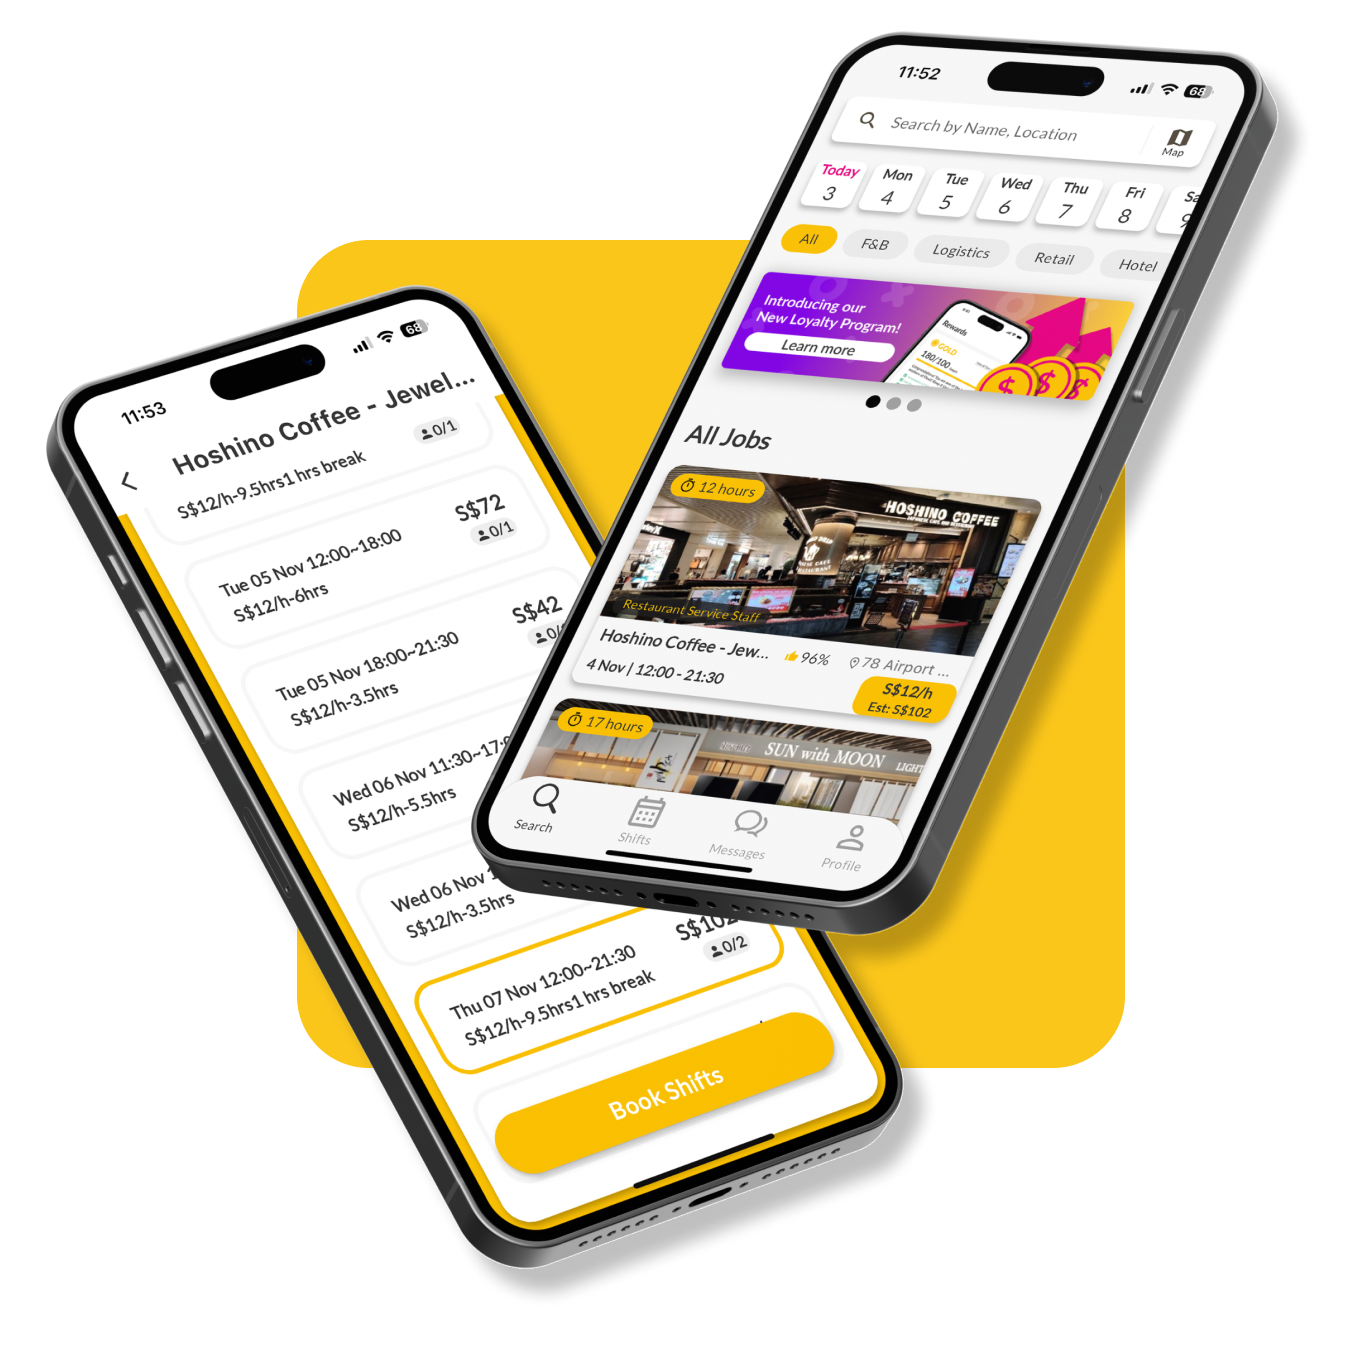 11:52
68
Search by Name, Location
Map
Today
3
Mon
4
Tue
5
Wed
6
Thu
7
Fri
8
Sa
9
All
F&B
Logistics
Retail
Hotel
Introducing our
New Loyalty Program!
Learn more
Rewards
GOLD
180/100
All Jobs
12 hours
HOSHINO COFFEE
Restaurant Service Staff
Hoshino Coffee - Jew...
96%
78 Airport ...
4 Nov | 12:00 - 21:30
S$12/h
Est: S$102
17 hours
SUN with MOON
LIGHT
Search
Shifts
Messages
Profile
11:53
68
Hoshino Coffee - Jewel...
0/1
S$12/h-9.5hrs1 hrs break
S$72
Tue 05 Nov 12:00~18:00
0/1
S$12/h-6hrs
S$42
Tue 05 Nov 18:00~21:30
S$12/h-3.5hrs
Wed 06 Nov 11:30~17:
S$12/h-5.5hrs
Wed 06 Nov
S$12/h-3.5hrs
S$102
Thu 07 Nov 12:00~21:30
0/2
S$12/h-9.5hrs1 hrs break
Book Shifts